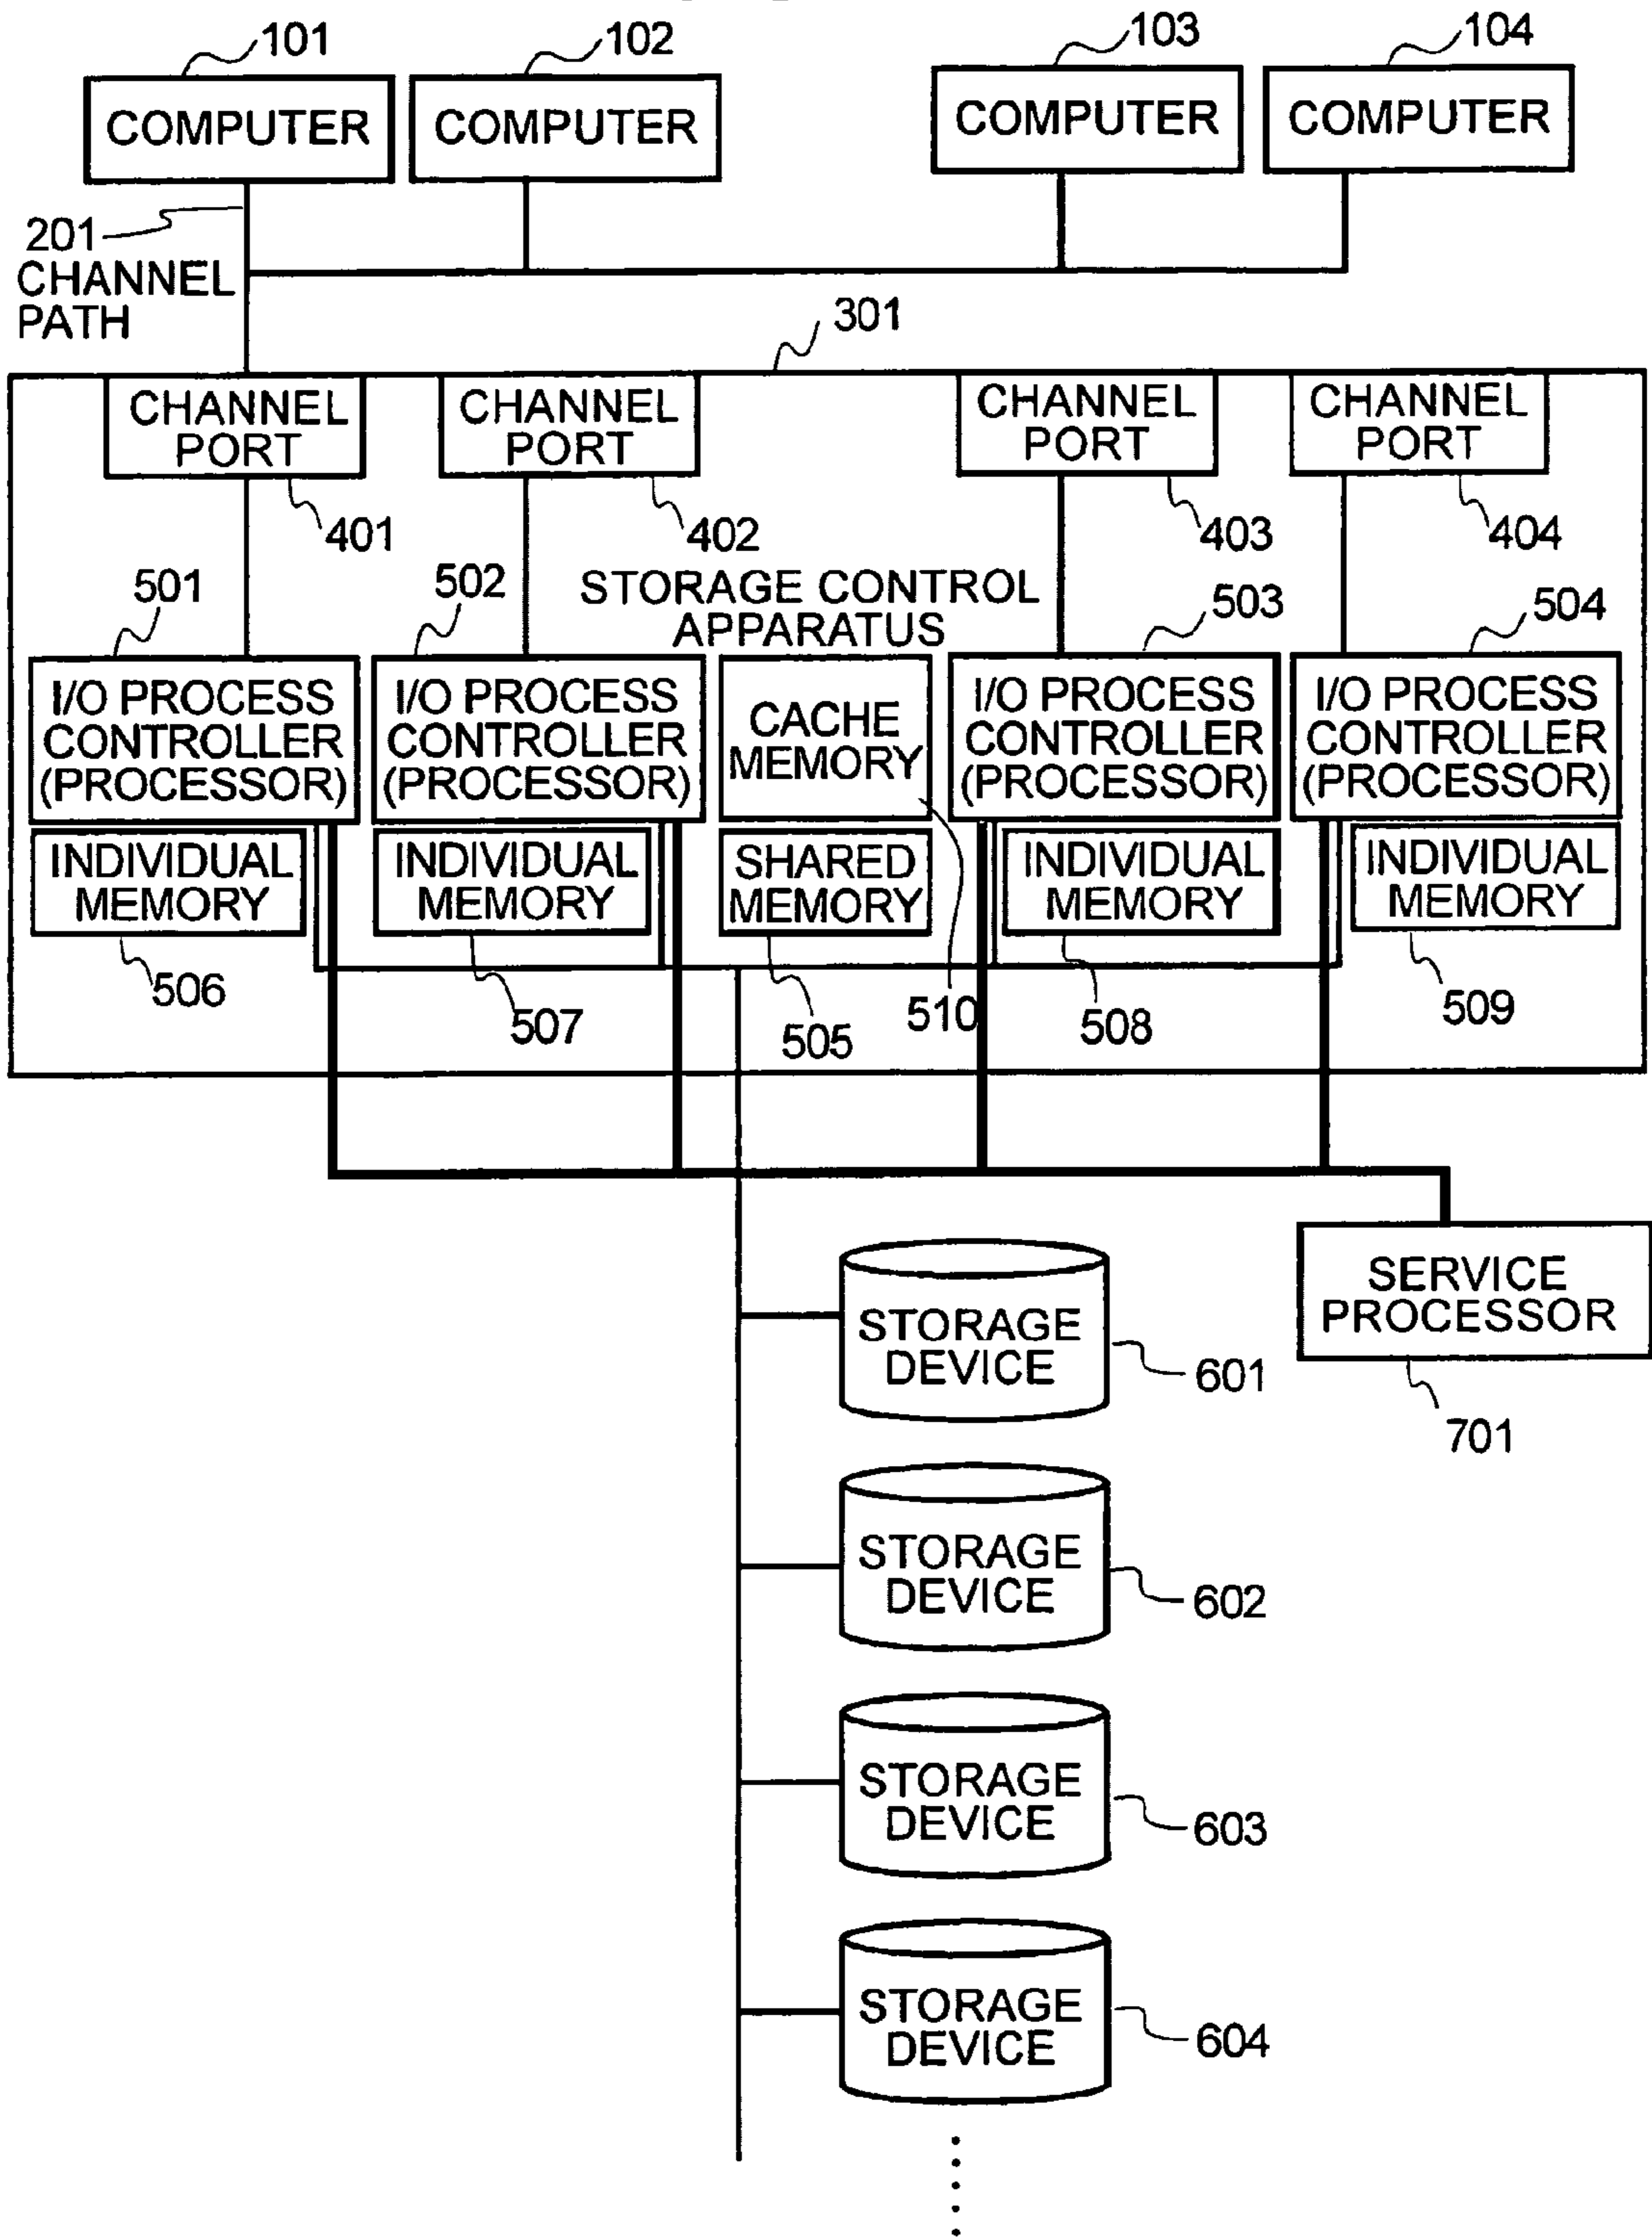 101
102
103
104
COMPUTER
COMPUTER
COMPUTER
COMPUTER
201
CHANNEL
PATH
301
CHANNEL
PORT
CHANNEL
PORT
CHANNEL
PORT
CHANNEL
PORT
401
402
403
404
STORAGE CONTROL
APPARATUS
501
502
503
504
I/O PROCESS
CONTROLLER
(PROCESSOR)
I/O PROCESS
CONTROLLER
(PROCESSOR)
CACHE
MEMORY
I/O PROCESS
CONTROLLER
(PROCESSOR)
I/O PROCESS
CONTROLLER
(PROCESSOR)
INDIVIDUAL
MEMORY
INDIVIDUAL
MEMORY
SHARED
MEMORY
INDIVIDUAL
MEMORY
INDIVIDUAL
MEMORY
506
507
505
510
508
509
SERVICE
PROCESSOR
701
STORAGE
DEVICE
601
STORAGE
DEVICE
602
STORAGE
DEVICE
603
STORAGE
DEVICE
604